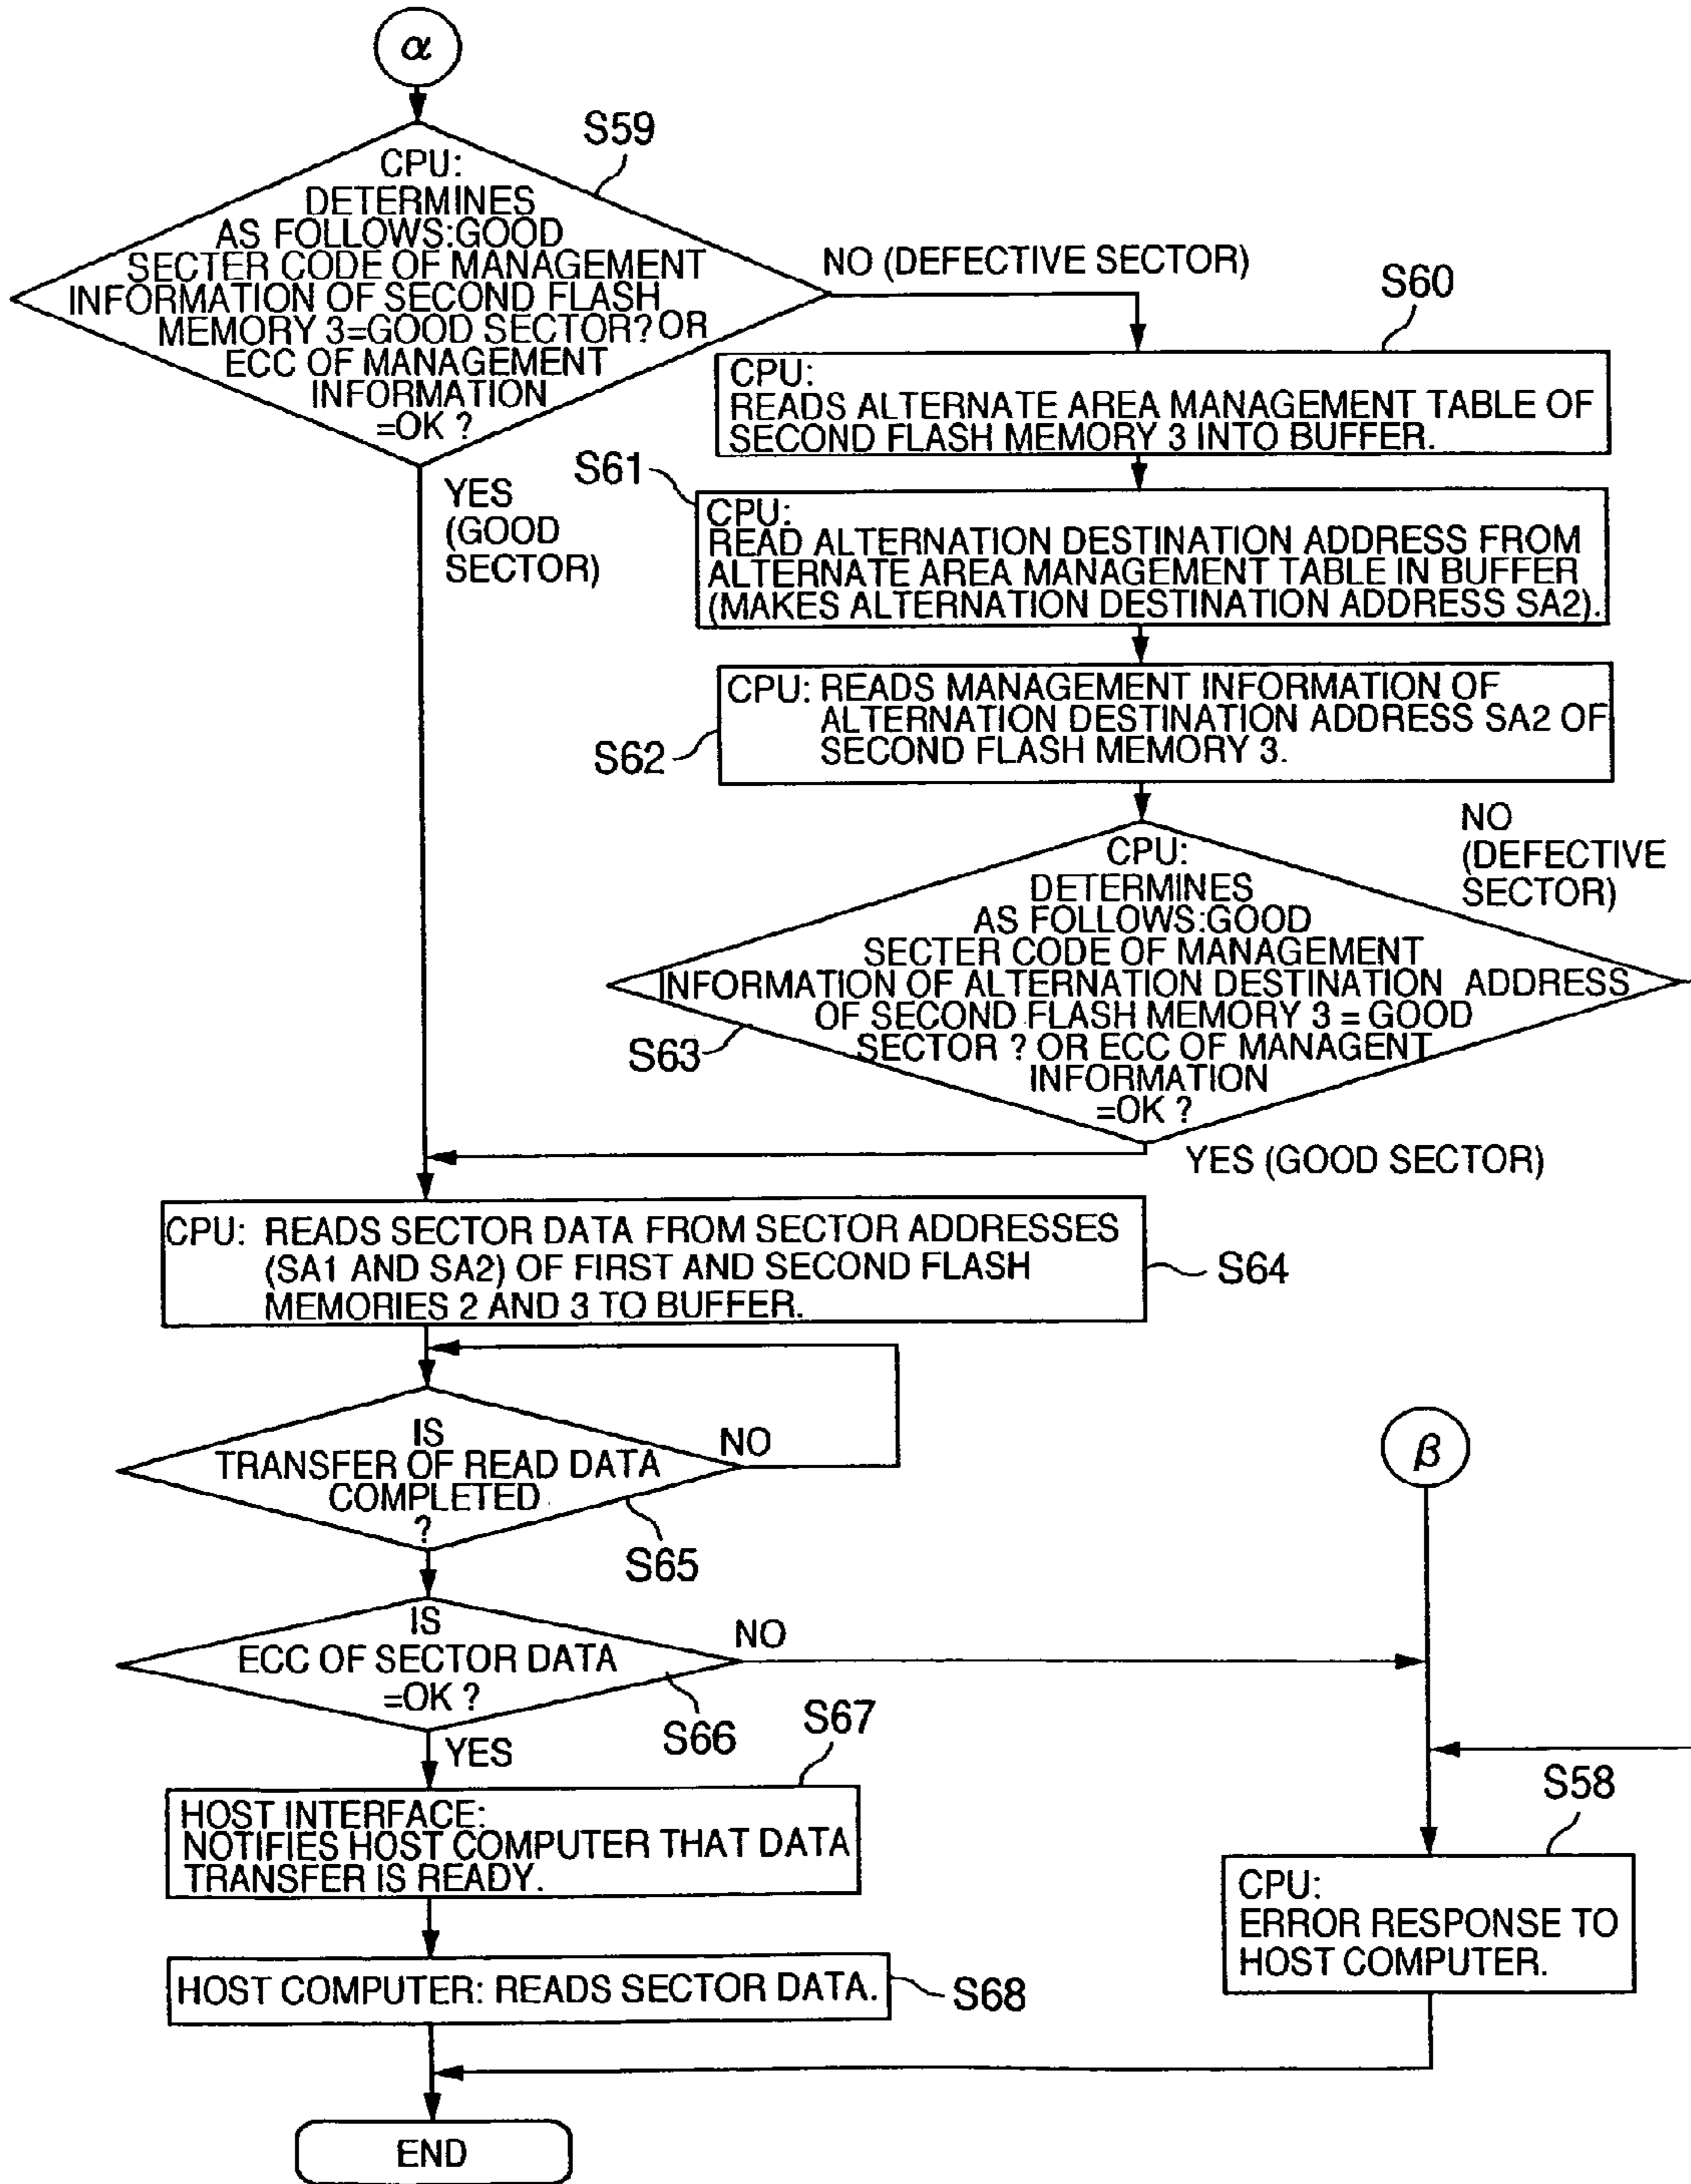 α
S59
CPU:
DETERMINES
AS FOLLOWS:GOOD
SECTER CODE OF MANAGEMENT
INFORMATION OF SECOND FLASH
MEMORY 3=GOOD SECTOR? OR
ECC OF MANAGEMENT
INFORMATION
=OK ?
NO (DEFECTIVE SECTOR)
YES
(GOOD
SECTOR)
S60
CPU:
READS ALTERNATE AREA MANAGEMENT TABLE OF
SECOND FLASH MEMORY 3 INTO BUFFER.
S61
CPU:
READ ALTERNATION DESTINATION ADDRESS FROM
ALTERNATE AREA MANAGEMENT TABLE IN BUFFER
(MAKES ALTERNATION DESTINATION ADDRESS SA2).
CPU: READS MANAGEMENT INFORMATION OF
ALTERNATION DESTINATION ADDRESS SA2 OF
SECOND FLASH MEMORY 3.
S62
NO
(DEFECTIVE
SECTOR)
CPU:
DETERMINES
AS FOLLOWS:GOOD
SECTER CODE OF MANAGEMENT
INFORMATION OF ALTERNATION DESTINATION ADDRESS
OF SECOND FLASH MEMORY 3 = GOOD
SECTOR ? OR ECC OF MANAGENT
INFORMATION
=OK ?
S63
YES (GOOD SECTOR)
CPU: READS SECTOR DATA FROM SECTOR ADDRESSES
(SA1 AND SA2) OF FIRST AND SECOND FLASH
MEMORIES 2 AND 3 TO BUFFER.
S64
IS
TRANSFER OF READ DATA
COMPLETED
?
NO
S65
β
IS
ECC OF SECTOR DATA
=OK ?
NO
S66
YES
S67
HOST INTERFACE:
NOTIFIES HOST COMPUTER THAT DATA
TRANSFER IS READY.
S58
CPU:
ERROR RESPONSE TO
HOST COMPUTER.
HOST COMPUTER: READS SECTOR DATA.
S68
END